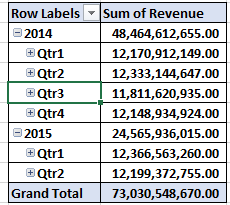 Row Labels Sum of Revenue
2014 48,464,612,655.00
Qtr1 12,170,912,149.00
Qtr2 12,333,144,647.00
Qtr3 11,811,620,935.00
Qtr4 12,148,934,924.00
2015 24,565,936,015.00
Qtr1 12,366,563,260.00
Qtr2 12,199,372,755.00
Grand Total 73,030,548,670.00